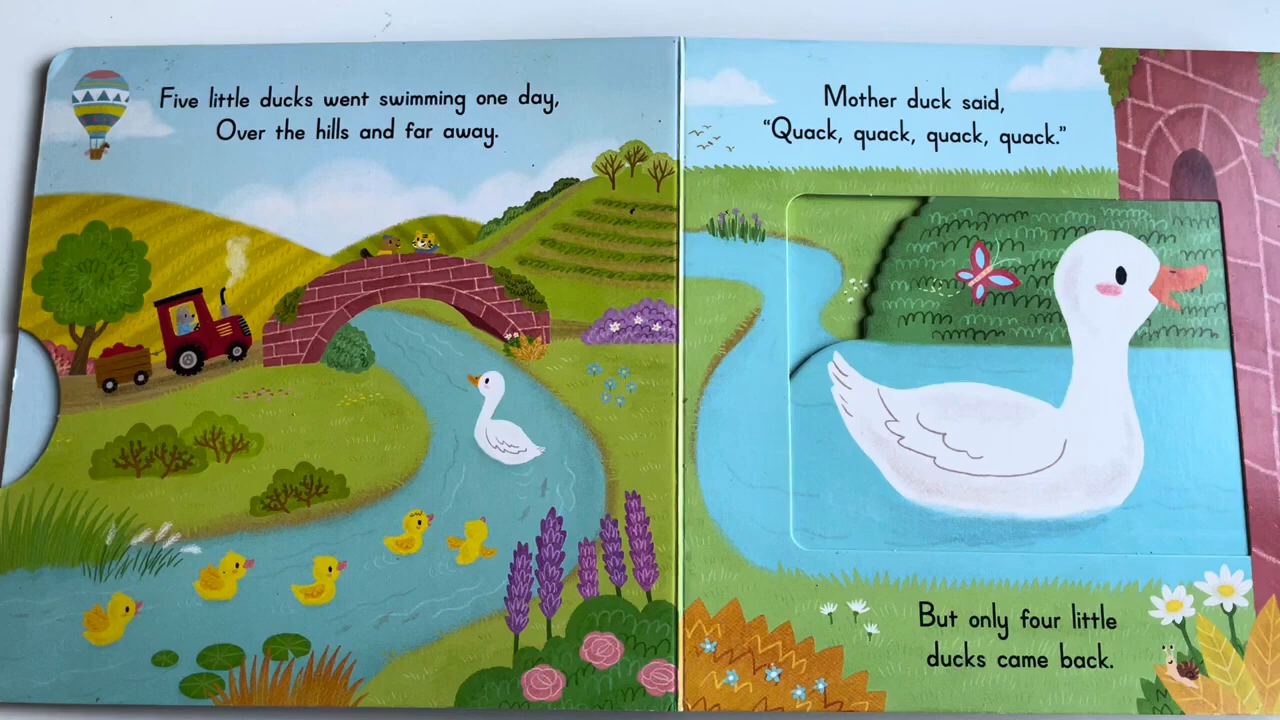 Five little ducks went swimming one day,
Over the hills and far away.
Mother duck said,
“Quack, quack, quack, quack.”
But only four little
ducks came back.